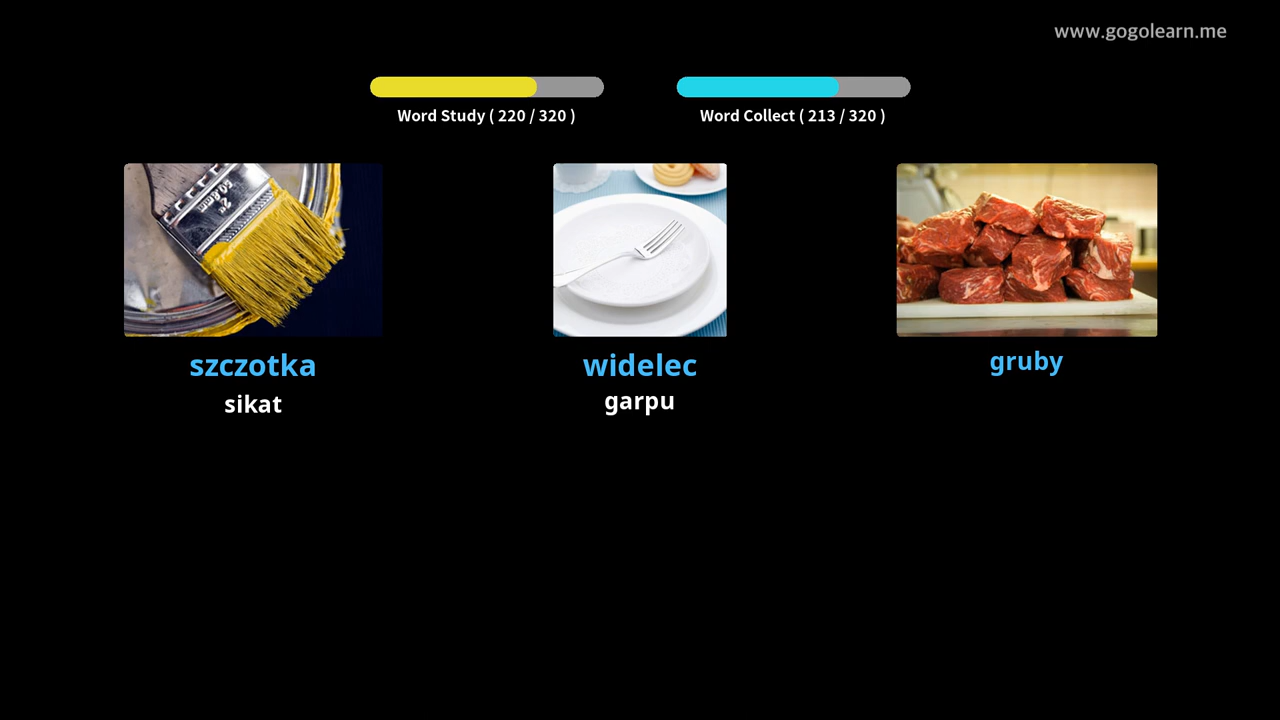 www.gogolearn.me
Word Study ( 220 / 320 )
Word Collect ( 213 / 320 )
szczotka
widelec
gruby
sikat
garpu